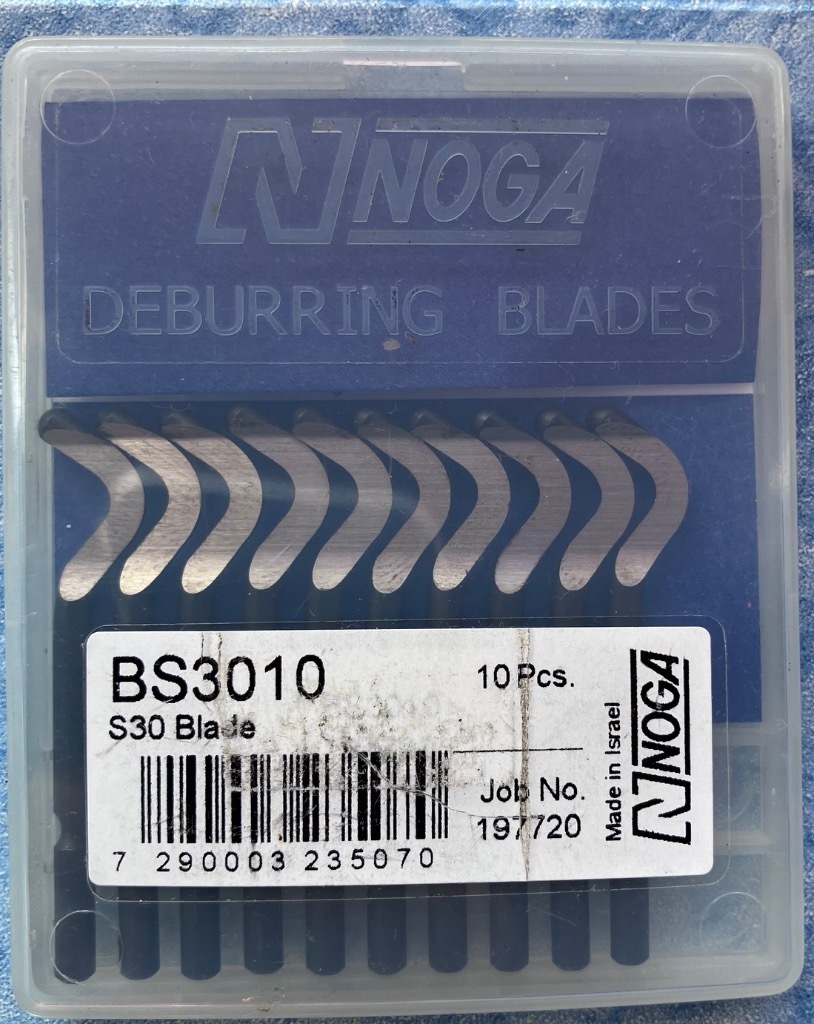 N NOGA
DEBURRING BLADES
BS3010
10 Pcs.
S30 Blade
Job No.
197720
7 290003 235070
Made in Israel
N NOGA